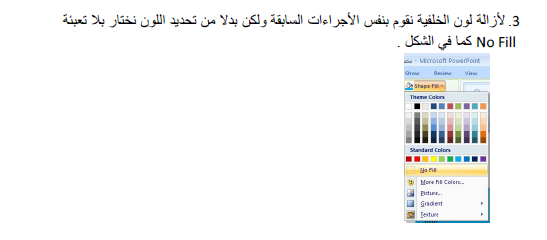 3. لأزالة لون الخلفية نقوم بنفس الأجراءات السابقة ولكن بدلا من تحديد اللون نختار بلا تعبئة
No Fill كما في الشكل .
Microsoft PowerPoint
Show Review View
Shape Fill
Theme Colors
Standard Colors
No Fill
More Fill Colors...
Picture...
Gradient
Texture